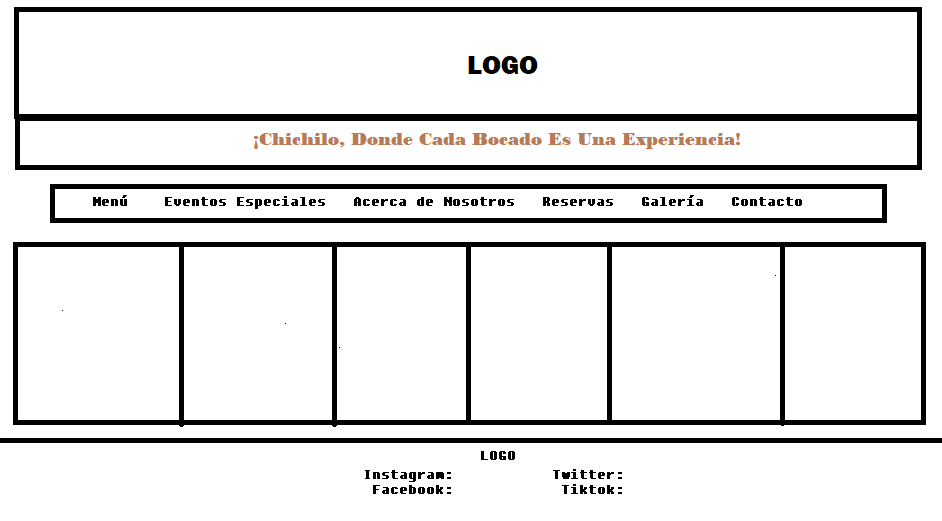 LOGO
¡Chichilo, Donde Cada Bocado Es Una Experiencia!
Menú Eventos Especiales Acerca de Nosotros Reservas Galería Contacto
LOGO
Instagram: Twitter:
Facebook: Tiktok: